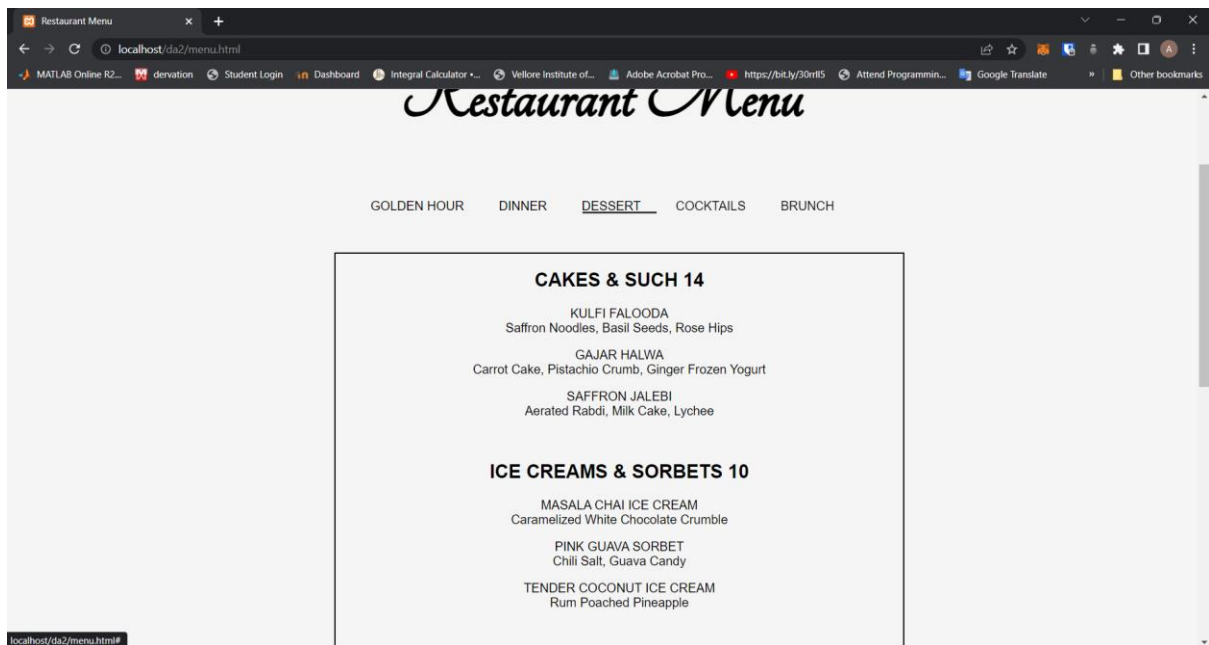 Restaurant Menu
localhost/da2/menu.html
MATLAB Online R2... dervation Student Login Dashboard Integral Calculator •... Vellore Institute of... Adobe Acrobat Pro... Attend Programmin... Google Translate » Other bookmarks
Restaurant Menu
GOLDEN HOUR DINNER DESSERT COCKTAILS BRUNCH
CAKES & SUCH 14
KULFI FALOODA
Saffron Noodles, Basil Seeds, Rose Hips
GAJAR HALWA
Carrot Cake, Pistachio Crumb, Ginger Frozen Yogurt
SAFFRON JALEBI
Aerated Rabdi, Milk Cake, Lychee
ICE CREAMS & SORBETS 10
MASALA CHAI ICE CREAM
Caramelized White Chocolate Crumble
PINK GUAVA SORBET
Chili Salt, Guava Candy
TENDER COCONUT ICE CREAM
Rum Poached Pineapple
localhost/da2/menu.html#